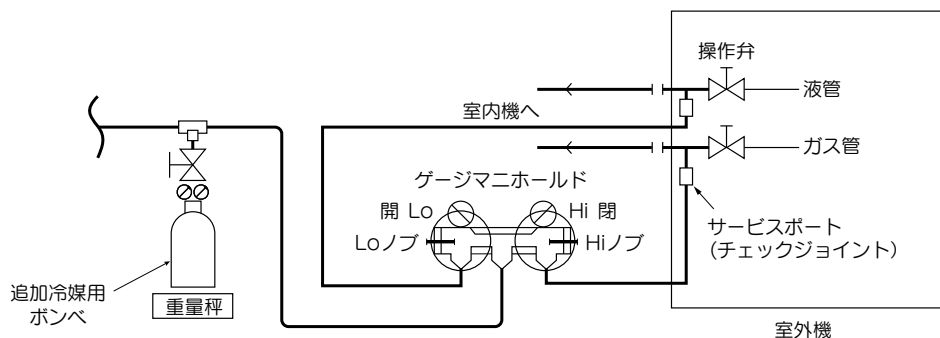 操作弁
液管
室内機へ
ガス管
ゲージマニホールド
開 Lo
Hi 閉
Loノブ
Hiノブ
サービスポート
(チェックジョイント)
追加冷媒用
ボンベ
重量秤
室外機